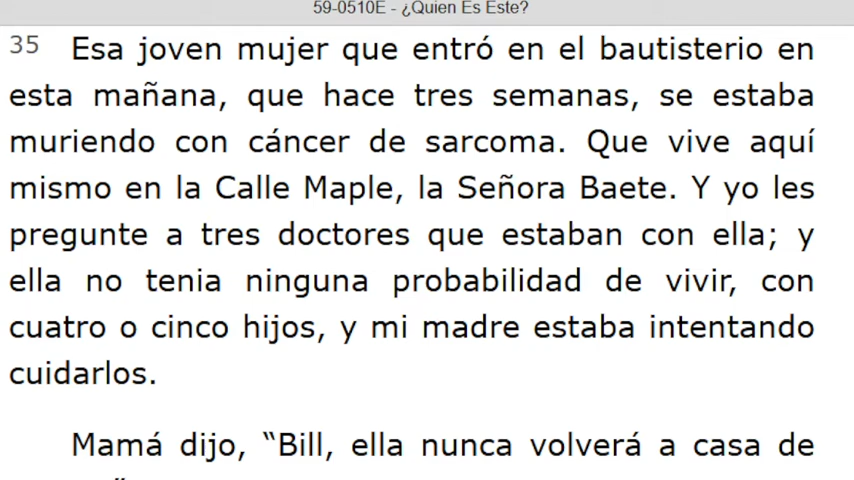 59-0510E - ¿Quien Es Este?
35 Esa joven mujer que entró en el bautisterio en
esta mañana, que hace tres semanas, se estaba
muriendo con cáncer de sarcoma. Que vive aquí
mismo en la Calle Maple, la Señora Baete. Y yo les
pregunte a tres doctores que estaban con ella; y
ella no tenia ninguna probabilidad de vivir, con
cuatro o cinco hijos, y mi madre estaba intentando
cuidarlos.
Mamá dijo, “Bill, ella nunca volverá a casa de